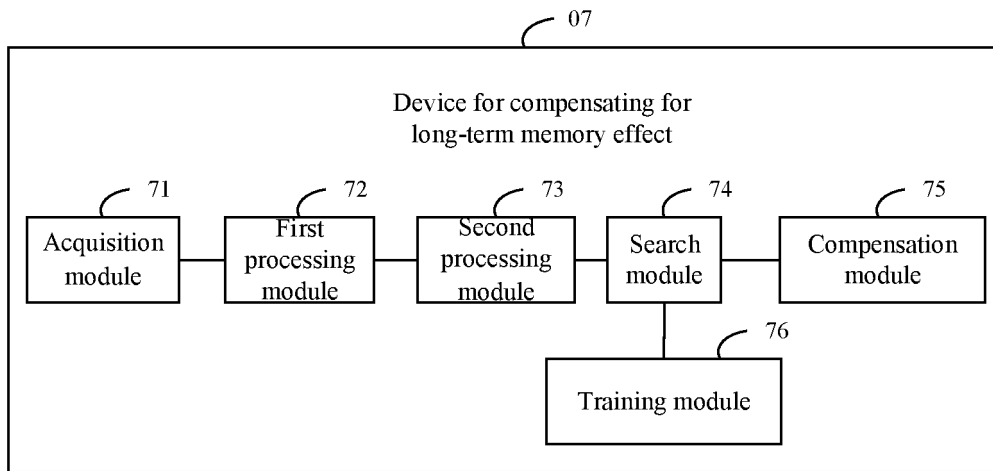 07
Device for compensating for
long-term memory effect
71
72
73
74
75
Acquisition
module
First
processing
module
Second
processing
module
Search
module
Compensation
module
76
Training module